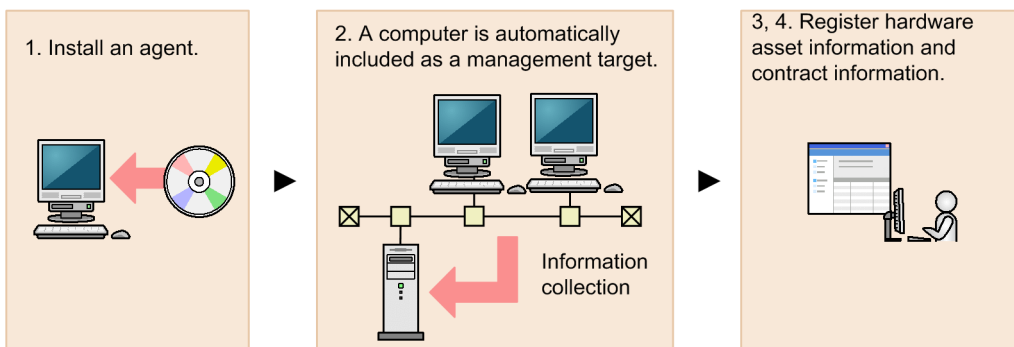 1. Install an agent.
2. A computer is automatically
included as a management target.
Information
collection
3, 4. Register hardware
asset information and
contract information.